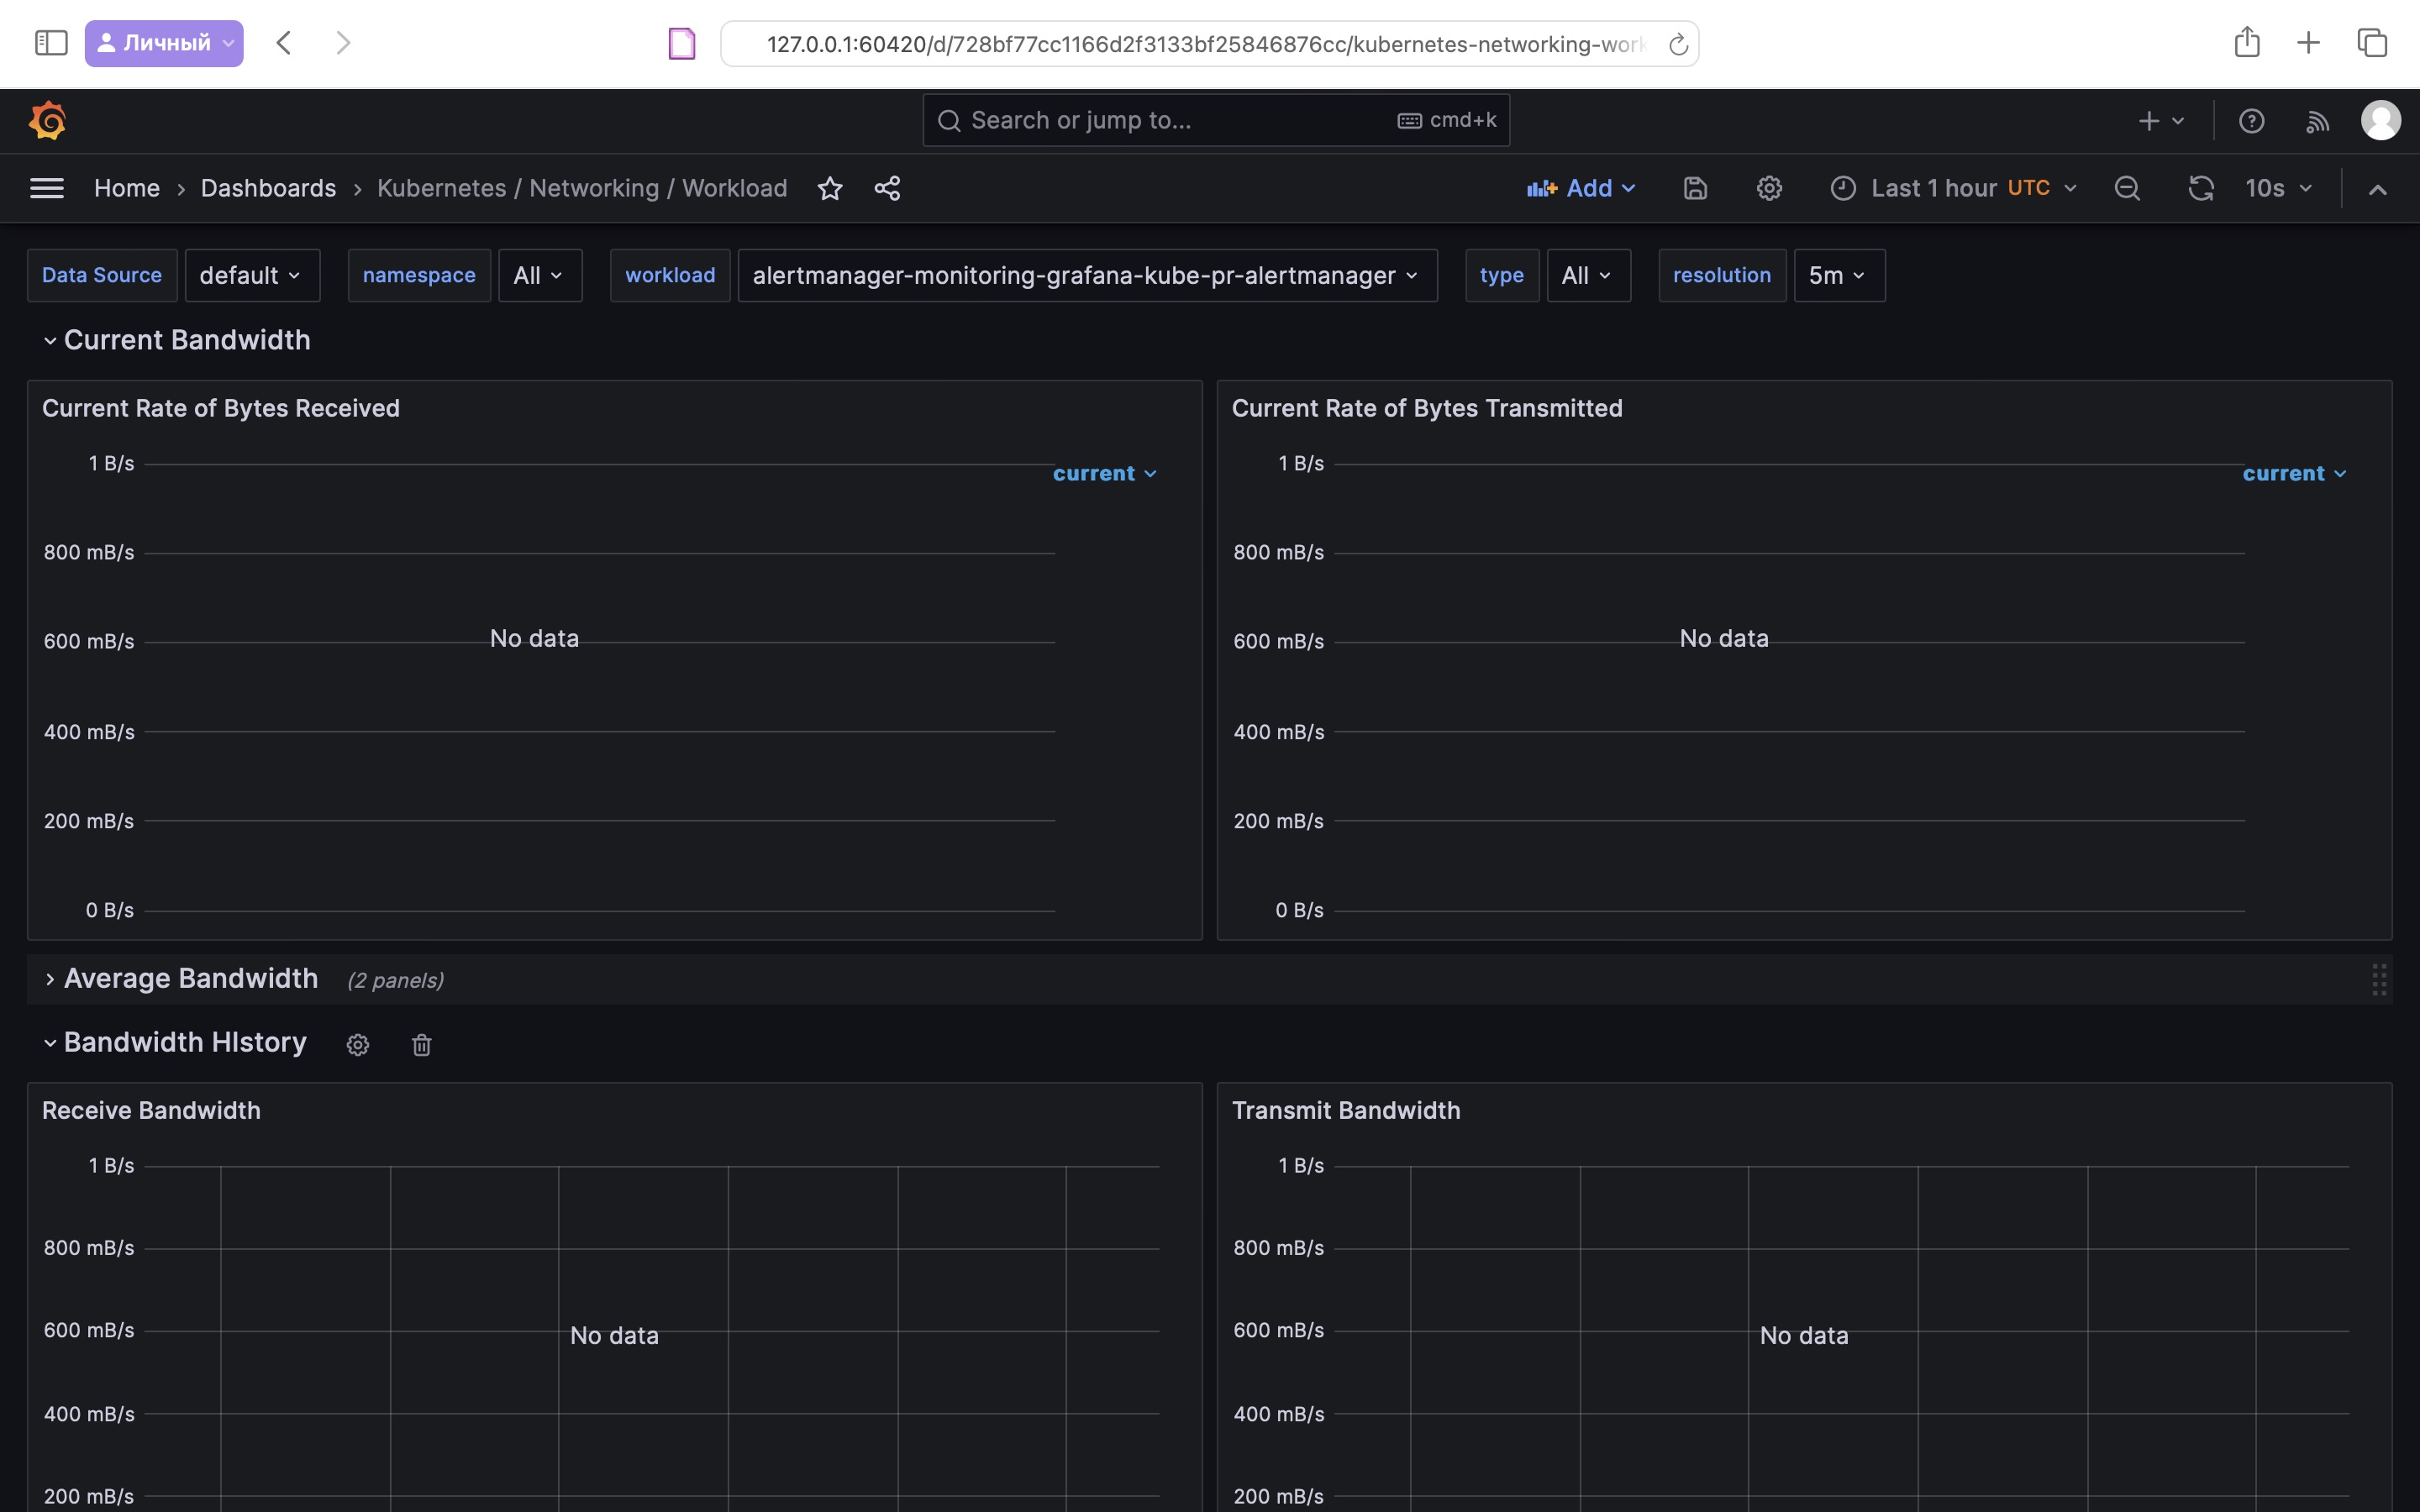 Личный
127.0.0.1:60420/d/728bf77cc1166d2f3133bf25846876cc/kubernetes-networking-work
Search or jump to...
cmd+k
Home › Dashboards › Kubernetes / Networking / Workload
Add
Last 1 hour UTC
10s
Data Source default
namespace All
workload alertmanager-monitoring-grafana-kube-pr-alertmanager
type All
resolution 5m
Current Bandwidth
Current Rate of Bytes Received
1 B/s
current
800 mB/s
600 mB/s
No data
400 mB/s
200 mB/s
0 B/s
Current Rate of Bytes Transmitted
1 B/s
current
800 mB/s
600 mB/s
No data
400 mB/s
200 mB/s
0 B/s
Average Bandwidth (2 panels)
Bandwidth HIstory
Receive Bandwidth
1 B/s
800 mB/s
600 mB/s
No data
400 mB/s
200 mB/s
Transmit Bandwidth
1 B/s
800 mB/s
600 mB/s
No data
400 mB/s
200 mB/s